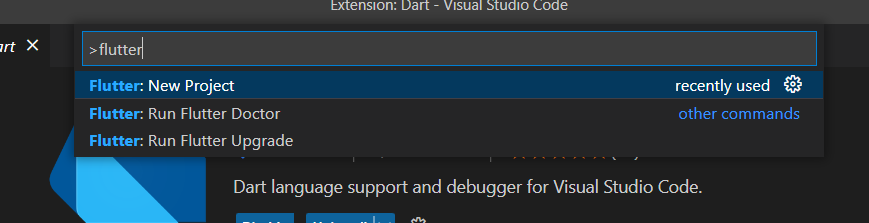 Extension: Dart - Visual Studio Code
art ×
>flutter
Flutter: New Project recently used
Flutter: Run Flutter Doctor other commands
Flutter: Run Flutter Upgrade
Dart language support and debugger for Visual Studio Code.